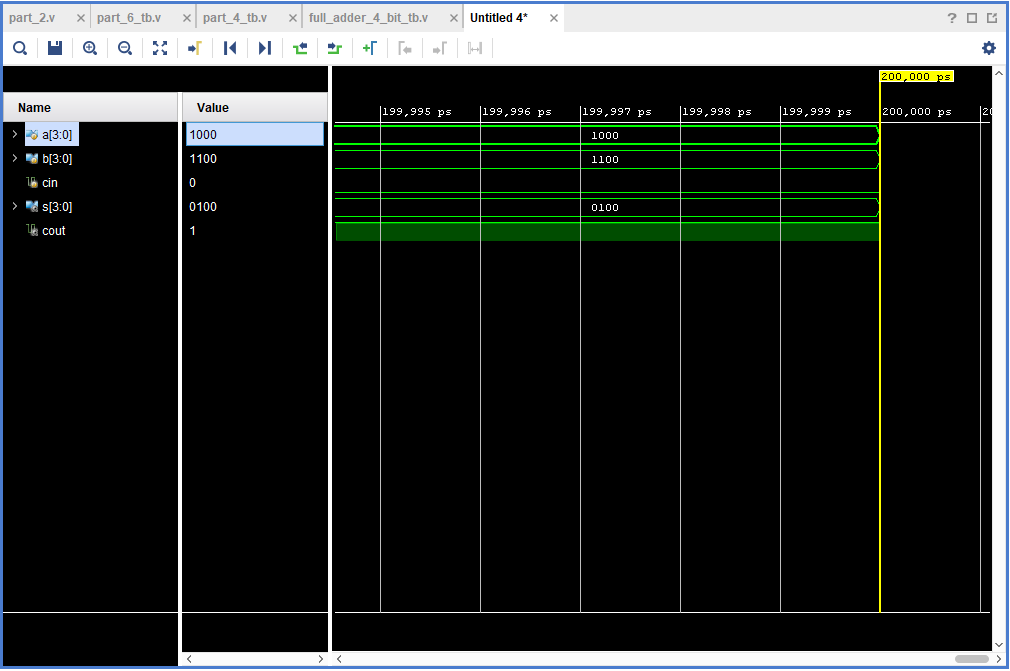 part_2.v × part_6_tb.v × part_4_tb.v × full_adder_4_bit_tb.v × Untitled 4* × ?
200,000 ps
Name Value 199,995 ps 199,996 ps 199,997 ps 199,998 ps 199,999 ps 200,000 ps
a[3:0] 1000 1000
b[3:0] 1100 1100
cin 0
s[3:0] 0100 0100
cout 1